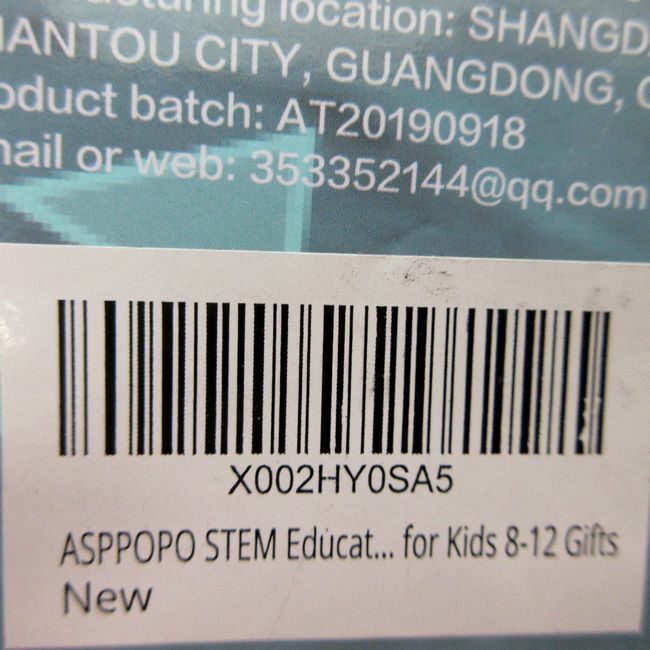 location: SHANGD
CITY, GUANGDONG,
batch: AT20190918
or web: 353352144@qq.com
X002HY0SA5
ASPPOPO STEM Educat... for Kids 8-12 Gifts
New